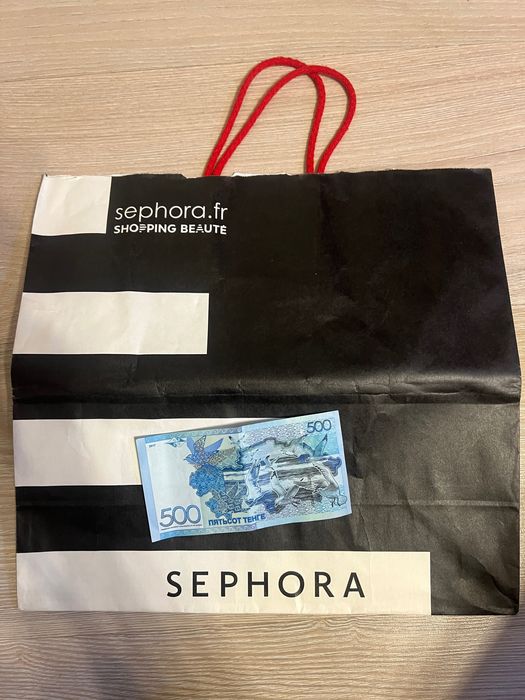 sephora.fr
SHOPPING BEAUTÉ
500
500
ПЯТЬСОТ ТЕНГЕ
SEPHORA